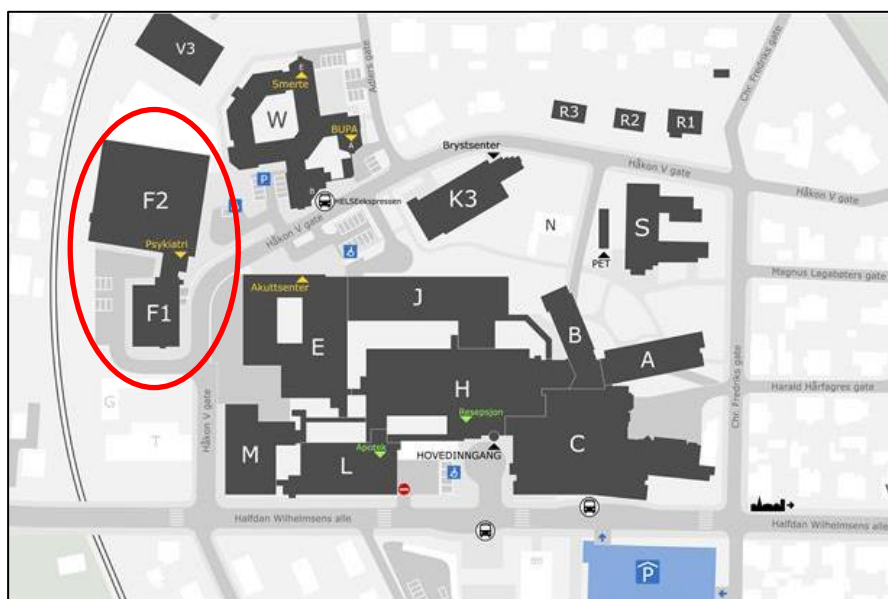 V3
E
Smerte
Adlers gate
Chr. Fredriks gate
W
BUPA
A
R3
R2
R1
Brystsenter
Håkon V gate
F2
P
B
HELSEekspressen
K3
Håkon V gate
Håkon V gate
N
S
Psykiatri
PET
Magnus Lagabøters gate
Akuttsenter
J
F1
E
B
A
H
Chr. Fredriks gate
Harald Hårfagres gate
G
Håkon V gate
Resepsjon
T
M
L
Apotek
HOVEDINNGANG
C
Halfdan Wilhelmsens alle
Halfdan Wilhelmsens alle
P